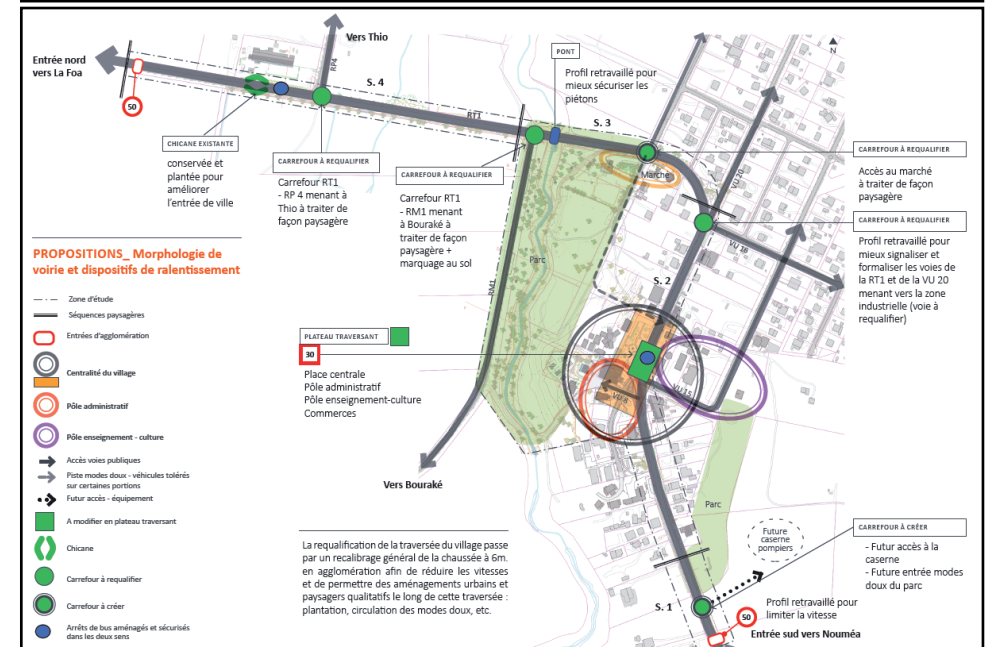 Vers Thio
Entrée nord
vers La Foa
50
RP4
S. 4
RT1
PONT
Profil retravaillé pour
mieux sécuriser les
piétons
S. 3
N
CHICANE EXISTANTE
conservée et
plantée pour
améliorer
l'entrée de ville
CARREFOUR À REQUALIFIER
Carrefour RT1
- RP 4 menant à
Thio à traiter de
façon paysagère
CARREFOUR À REQUALIFIER
Carrefour RT1
- RM1 menant
à Bouraké à
traiter de façon
paysagère +
marquage au sol
Marché
VU 20
CARREFOUR À REQUALIFIER
Accès au marché
à traiter de façon
paysagère
CARREFOUR À REQUALIFIER
Profil retravaillé pour
mieux signaliser et
formaliser les voies de
la RT1 et de la VU 20
menant vers la zone
industrielle (voie à
requalifier)
VU 16
Parc
RM1
S. 2
PROPOSITIONS_ Morphologie de
voirie et dispositifs de ralentissement
Zone d'étude
Séquences paysagères
Entrées d'agglomération
Centralité du village
Pôle administratif
Pôle enseignement - culture
Accès voies publiques
Piste modes doux - véhicules tolérés
sur certaines portions
Futur accès - équipement
A modifier en plateau traversant
Chicane
Carrefour à requalifier
Carrefour à créer
Arrêts de bus aménagés et sécurisés
dans les deux sens
PLATEAU TRAVERSANT
30
Place centrale
Pôle administratif
Pôle enseignement-culture
Commerces
VU15
VU 8
Vers Bouraké
Parc
La requalification de la traversée du village passe
par un recalibrage général de la chaussée à 6m.
en agglomération afin de réduire les vitesses
et de permettre des aménagements urbains et
paysagers qualitatifs le long de cette traversée :
plantation, circulation des modes doux, etc.
Future
caserne
pompiers
CARREFOUR À CRÉER
- Futur accès à la
caserne
- Future entrée modes
doux du parc
S. 1
50
Profil retravaillé pour
limiter la vitesse
Entrée sud vers Nouméa